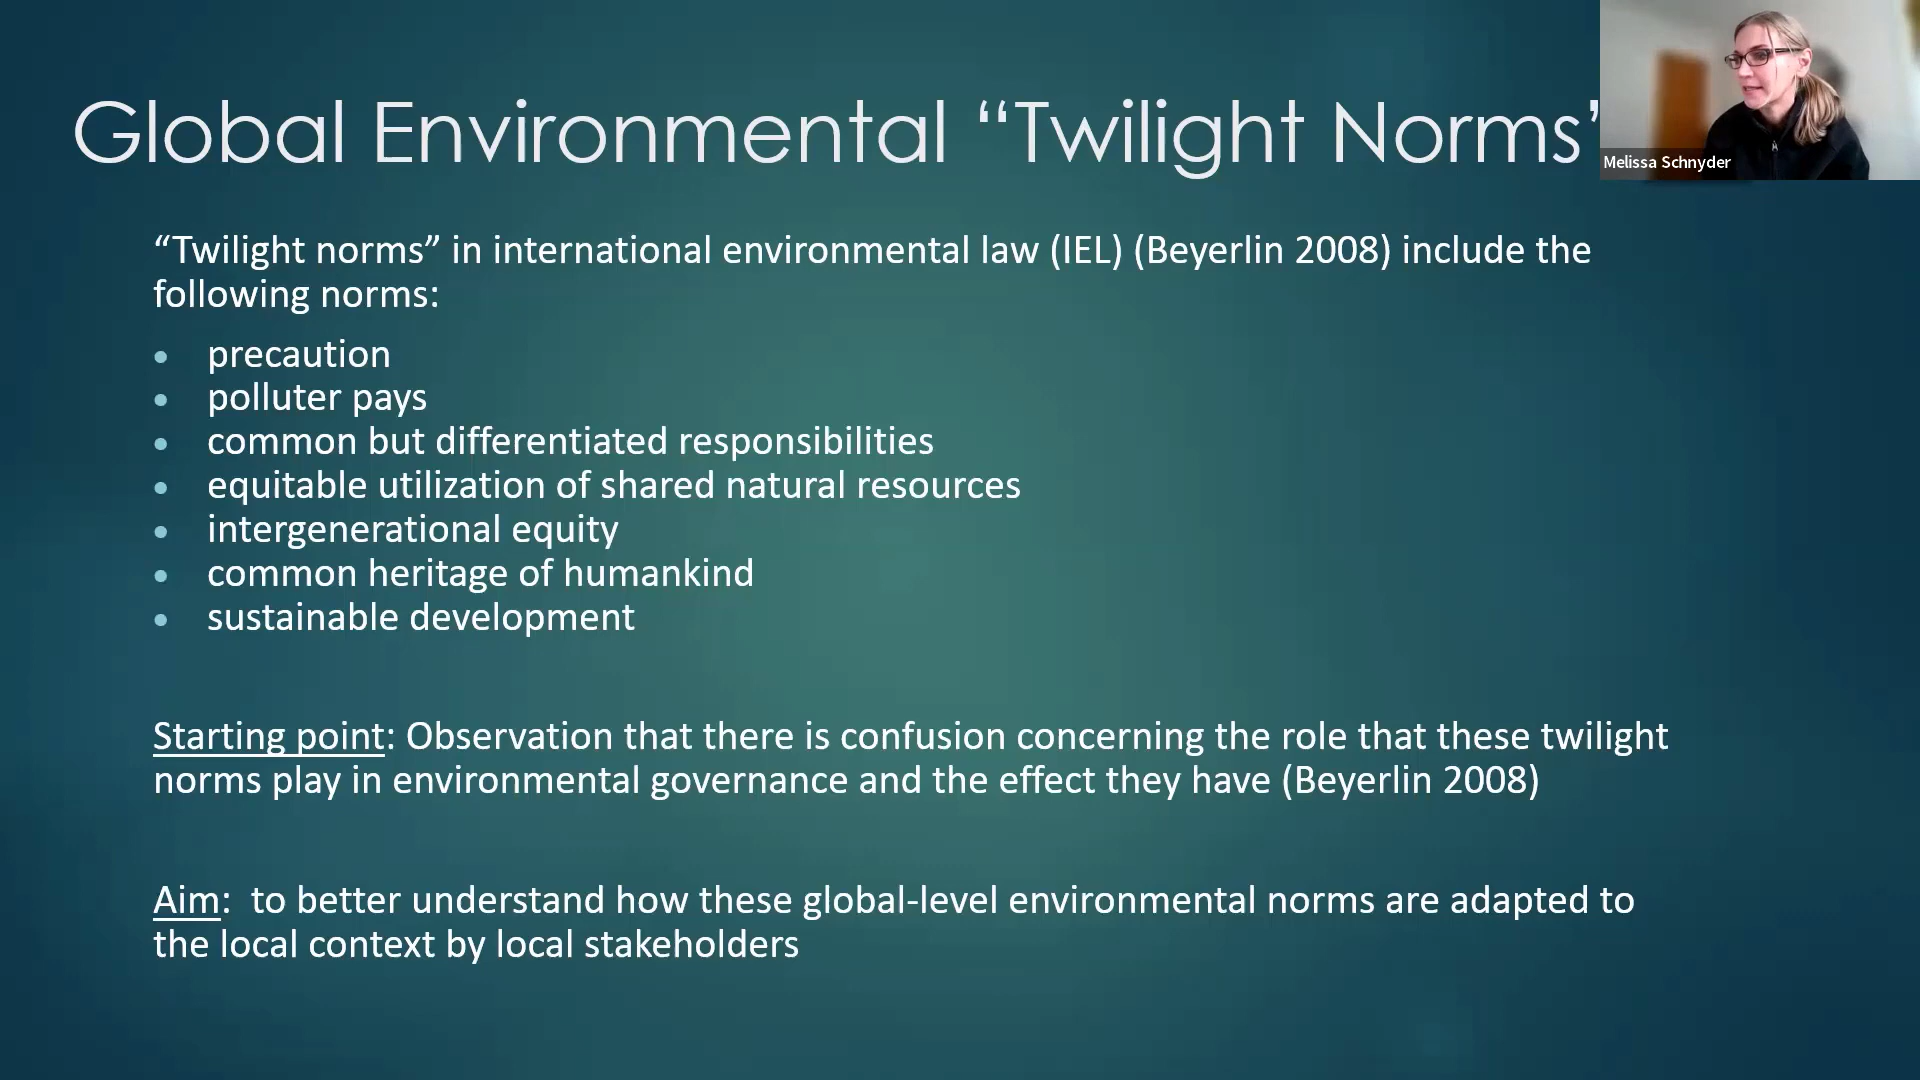 Global Environmental “Twilight Norms”
Melissa Schnyder
“Twilight norms” in international environmental law (IEL) (Beyerlin 2008) include the
following norms:
• precaution
• polluter pays
• common but differentiated responsibilities
• equitable utilization of shared natural resources
• intergenerational equity
• common heritage of humankind
• sustainable development
Starting point: Observation that there is confusion concerning the role that these twilight
norms play in environmental governance and the effect they have (Beyerlin 2008)
Aim:  to better understand how these global-level environmental norms are adapted to
the local context by local stakeholders